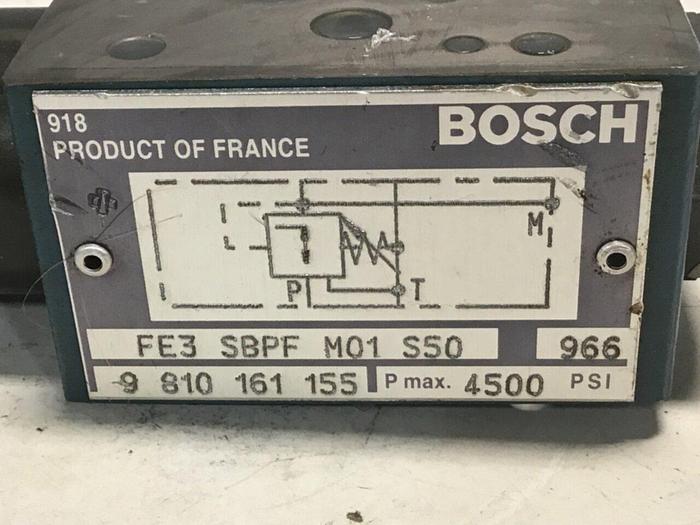 918
BOSCH
PRODUCT OF FRANCE
M
P T
FE3 SBPF M01 S50 966
9 810 161 155 P max. 4500 PSI